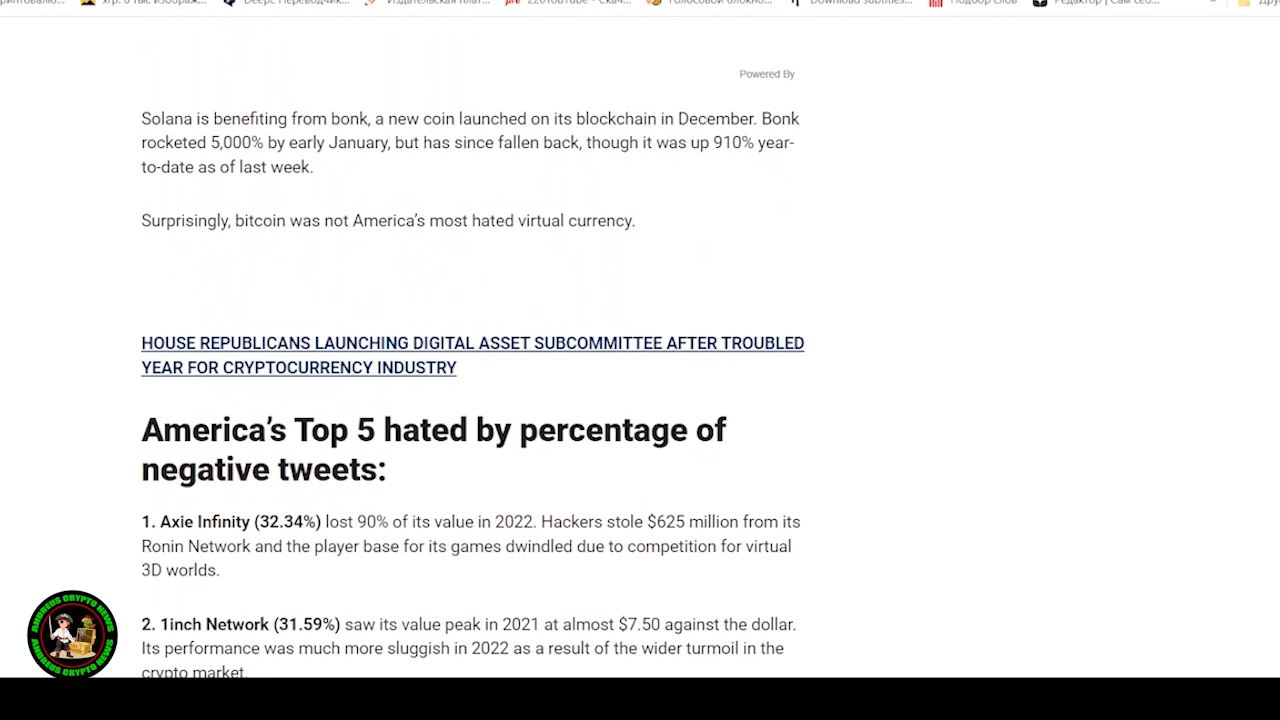 Powered By
Solana is benefiting from bonk, a new coin launched on its blockchain in December. Bonk
rocketed 5,000% by early January, but has since fallen back, though it was up 910% year-
to-date as of last week.
Surprisingly, bitcoin was not America's most hated virtual currency.
HOUSE REPUBLICANS LAUNCHING DIGITAL ASSET SUBCOMMITTEE AFTER TROUBLED
YEAR FOR CRYPTOCURRENCY INDUSTRY
America's Top 5 hated by percentage of
negative tweets:
1. Axie Infinity (32.34%) lost 90% of its value in 2022. Hackers stole $625 million from its
Ronin Network and the player base for its games dwindled due to competition for virtual
3D worlds.
2. 1inch Network (31.59%) saw its value peak in 2021 at almost $7.50 against the dollar.
Its performance was much more sluggish in 2022 as a result of the wider turmoil in the
crypto market.
ANDREUS CRYPTO NEWS
ANDREUS CRYPTO NEWS